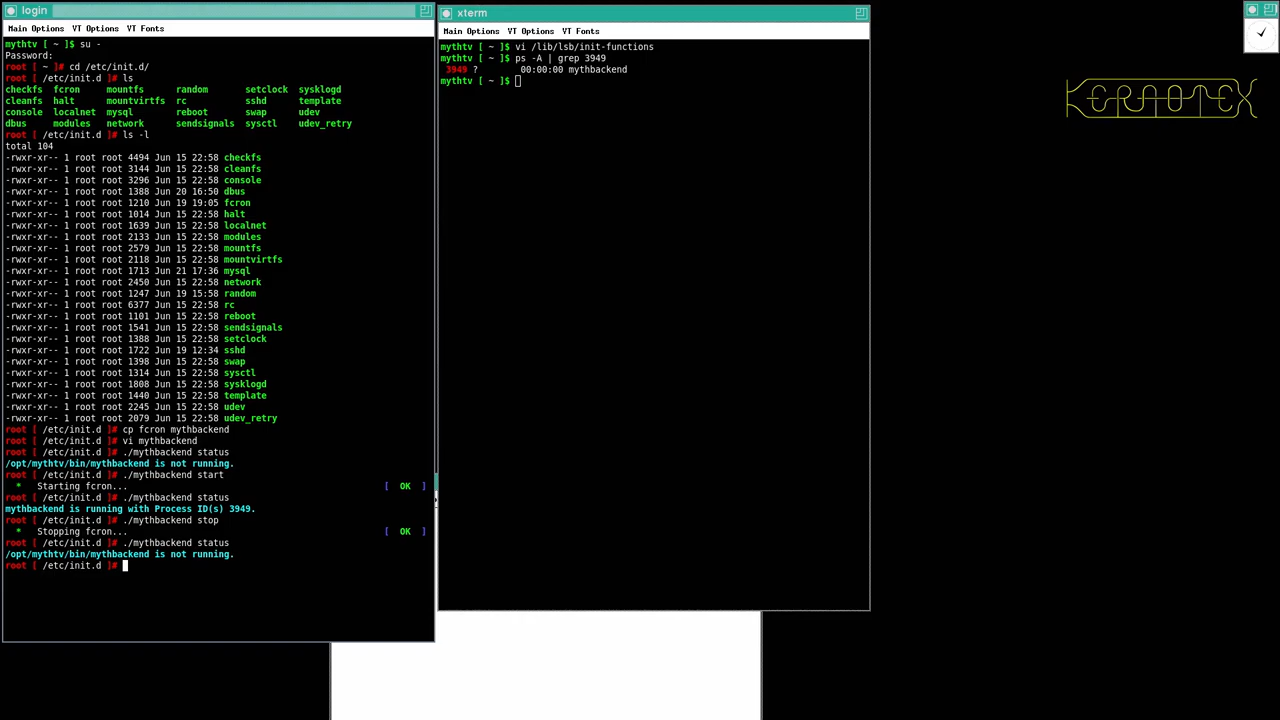 login
Main Options  VT Options  VT Fonts
mythtv [ ~ ]$ su -
Password:
root [ ~ ]# cd /etc/init.d/
root [ /etc/init.d ]# ls
checkfs   fcron     mountfs      random       setclock  sysklogd
cleanfs   halt      mountvirtfs  rc           sshd      template
console   localnet  mysql        reboot       swap      udev
dbus      modules   network      sendsignals  sysctl    udev_retry
root [ /etc/init.d ]# ls -l
total 104
-rwxr-xr-- 1 root root 4494 Jun 15 22:58 checkfs
-rwxr-xr-- 1 root root 3144 Jun 15 22:58 cleanfs
-rwxr-xr-- 1 root root 3296 Jun 15 22:58 console
-rwxr-xr-- 1 root root 1388 Jun 20 16:50 dbus
-rwxr-xr-- 1 root root 1210 Jun 19 19:05 fcron
-rwxr-xr-- 1 root root 1014 Jun 15 22:58 halt
-rwxr-xr-- 1 root root 1639 Jun 15 22:58 localnet
-rwxr-xr-- 1 root root 2133 Jun 15 22:58 modules
-rwxr-xr-- 1 root root 2579 Jun 15 22:58 mountfs
-rwxr-xr-- 1 root root 2118 Jun 15 22:58 mountvirtfs
-rwxr-xr-- 1 root root 1713 Jun 21 17:36 mysql
-rwxr-xr-- 1 root root 2450 Jun 15 22:58 network
-rwxr-xr-- 1 root root 1247 Jun 19 15:58 random
-rwxr-xr-- 1 root root 6377 Jun 15 22:58 rc
-rwxr-xr-- 1 root root 1101 Jun 15 22:58 reboot
-rwxr-xr-- 1 root root 1541 Jun 15 22:58 sendsignals
-rwxr-xr-- 1 root root 1388 Jun 15 22:58 setclock
-rwxr-xr-- 1 root root 1722 Jun 19 12:34 sshd
-rwxr-xr-- 1 root root 1398 Jun 15 22:58 swap
-rwxr-xr-- 1 root root 1314 Jun 15 22:58 sysctl
-rwxr-xr-- 1 root root 1808 Jun 15 22:58 sysklogd
-rwxr-xr-- 1 root root 1440 Jun 15 22:58 template
-rwxr-xr-- 1 root root 2245 Jun 15 22:58 udev
-rwxr-xr-- 1 root root 2079 Jun 15 22:58 udev_retry
root [ /etc/init.d ]# cp fcron mythbackend
root [ /etc/init.d ]# vi mythbackend
root [ /etc/init.d ]# ./mythbackend status
/opt/mythtv/bin/mythbackend is not running.
root [ /etc/init.d ]# ./mythbackend start
*   Starting fcron...   [  OK  ]
root [ /etc/init.d ]# ./mythbackend status
mythbackend is running with Process ID(s) 3949.
root [ /etc/init.d ]# ./mythbackend stop
*   Stopping fcron...   [  OK  ]
root [ /etc/init.d ]# ./mythbackend status
/opt/mythtv/bin/mythbackend is not running.
root [ /etc/init.d ]#
xterm
Main Options  VT Options  VT Fonts
mythtv [ ~ ]$ vi /lib/lsb/init-functions
mythtv [ ~ ]$ ps -A | grep 3949
3949 ?        00:00:00 mythbackend
mythtv [ ~ ]$
KERAOTEX